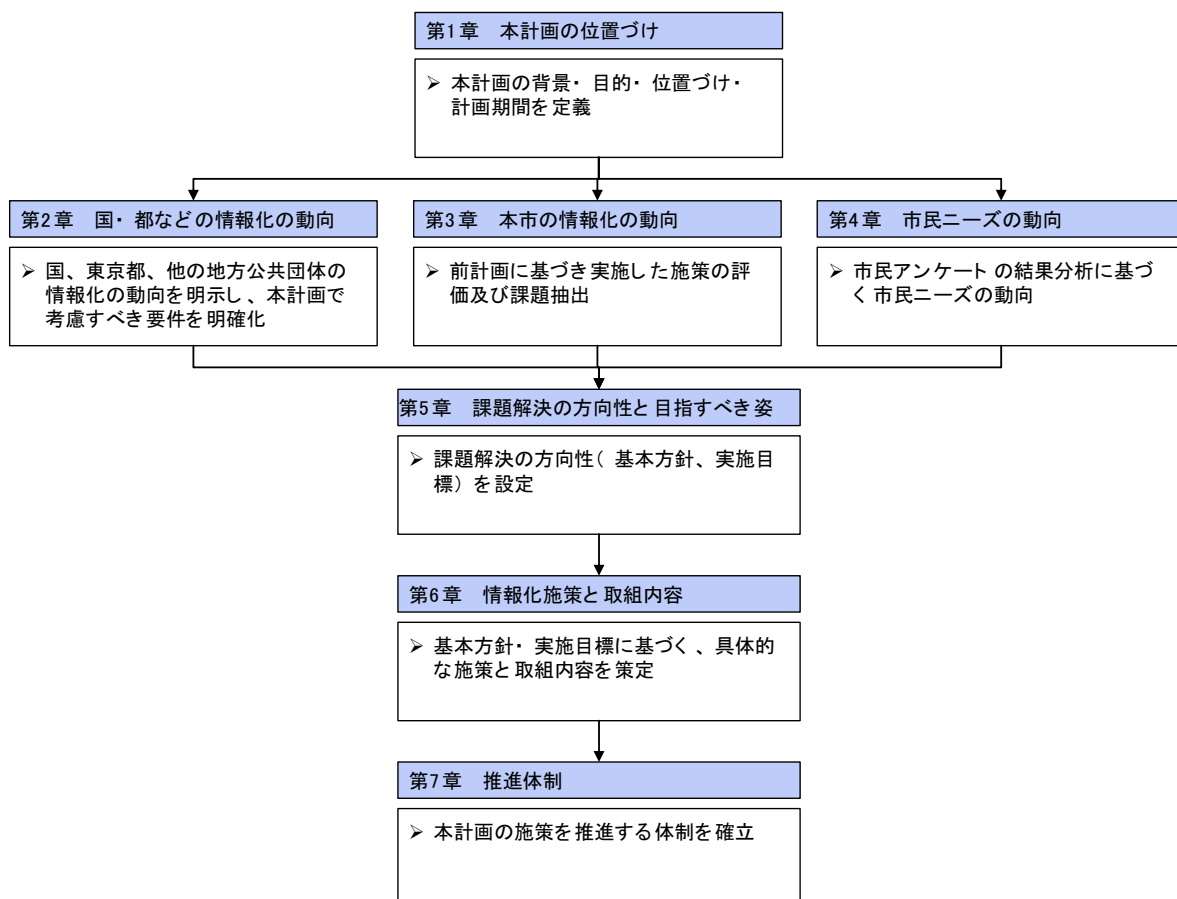 第1章 本計画の位置づけ
➢ 本計画の背景・目的・位置づけ・
計画期間を定義
第2章 国・都などの情報化の動向
➢ 国、東京都、他の地方公共団体の
情報化の動向を明示し、本計画で
考慮すべき要件を明確化
第3章 本市の情報化の動向
➢ 前計画に基づき実施した施策の評
価及び課題抽出
第4章 市民ニーズの動向
➢ 市民アンケートの結果分析に基づ
く市民ニーズの動向
第5章 課題解決の方向性と目指すべき姿
➢ 課題解決の方向性(基本方針、実施目
標)を設定
第6章 情報化施策と取組内容
➢ 基本方針・実施目標に基づく、具体的
な施策と取組内容を策定
第7章 推進体制
➢ 本計画の施策を推進する体制を確立